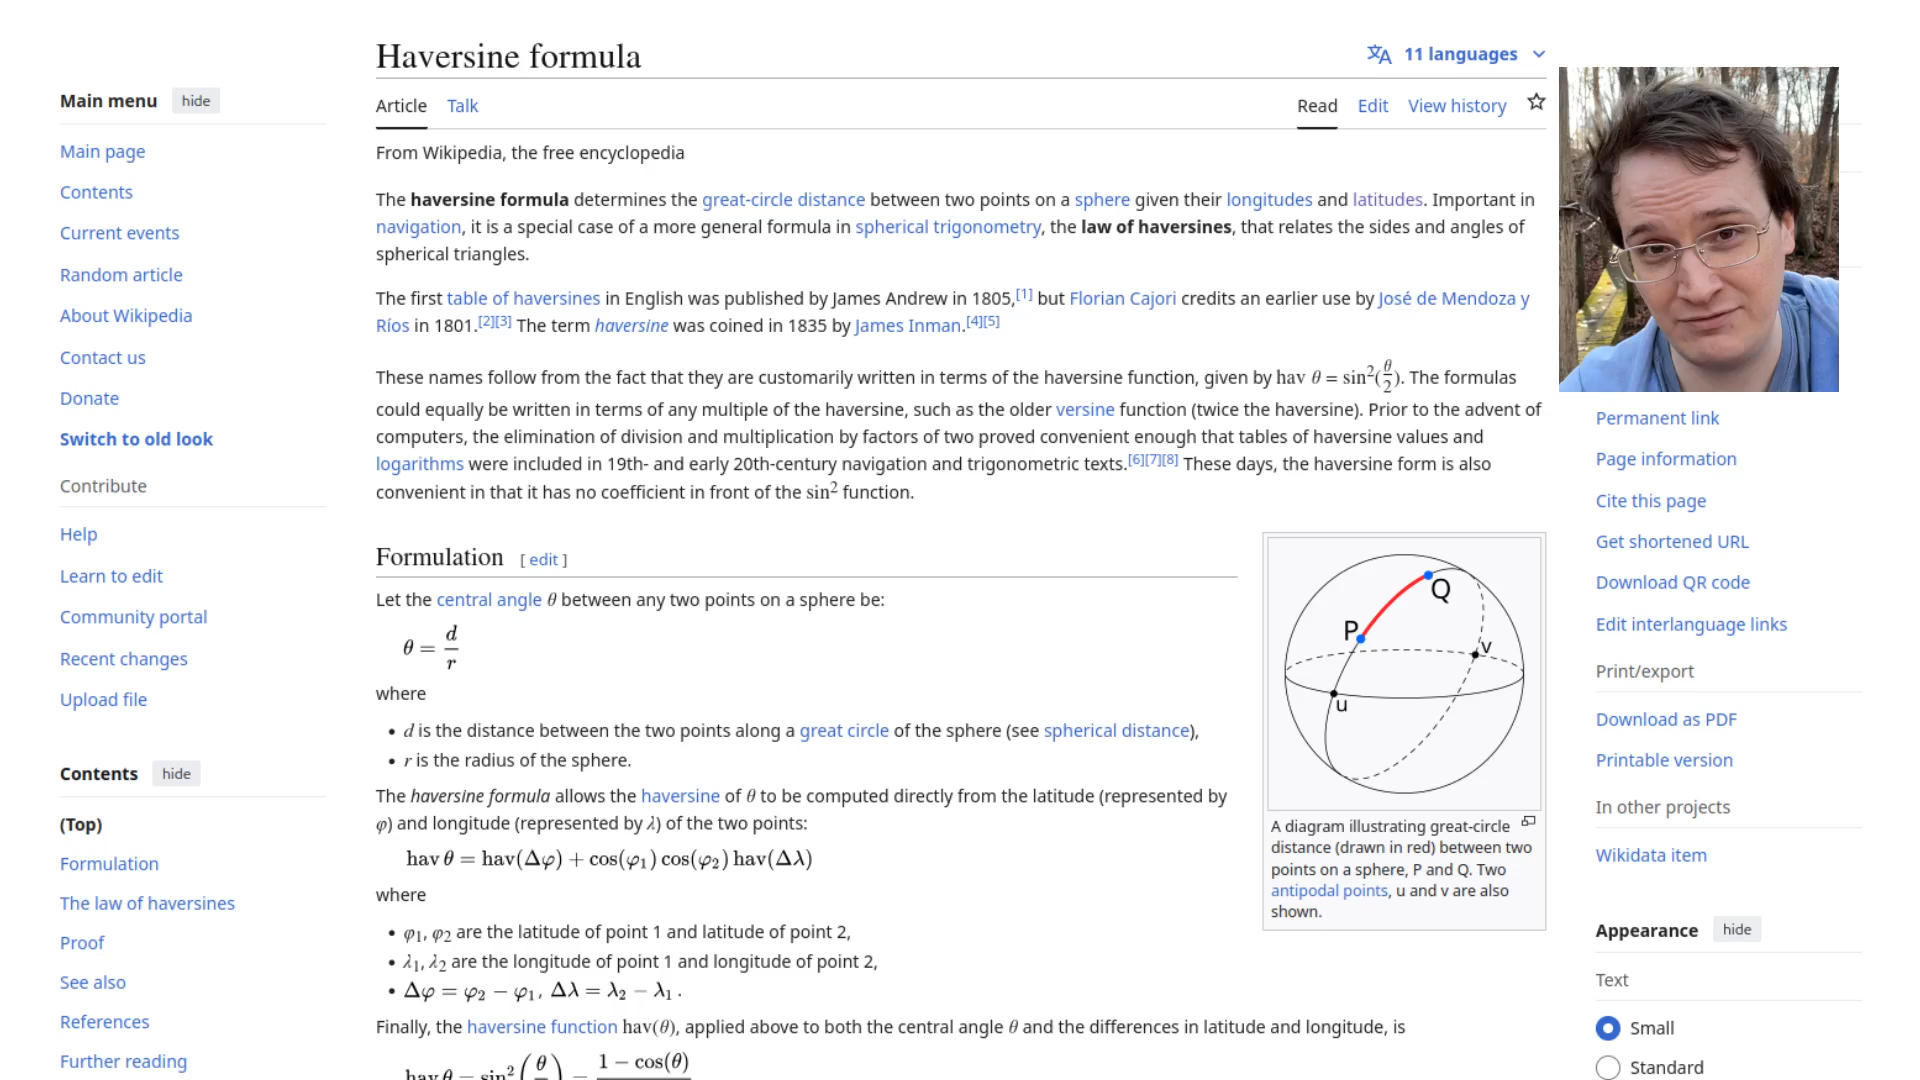 Haversine formula
11 languages
Main menu hide
Article Talk
Read Edit View history
From Wikipedia, the free encyclopedia
Main page
Contents
Current events
Random article
About Wikipedia
Contact us
Donate
Switch to old look
Contribute
Help
Learn to edit
Community portal
Recent changes
Upload file
Contents hide
(Top)
Formulation
The law of haversines
Proof
See also
References
Further reading
The haversine formula determines the great-circle distance between two points on a sphere given their longitudes and latitudes. Important in
navigation, it is a special case of a more general formula in spherical trigonometry, the law of haversines, that relates the sides and angles of
spherical triangles.
The first table of haversines in English was published by James Andrew in 1805,[1] but Florian Cajori credits an earlier use by José de Mendoza y
Ríos in 1801.[2][3] The term haversine was coined in 1835 by James Inman.[4][5]
These names follow from the fact that they are customarily written in terms of the haversine function, given by hav θ = sin²(θ/2). The formulas
could equally be written in terms of any multiple of the haversine, such as the older versine function (twice the haversine). Prior to the advent of
computers, the elimination of division and multiplication by factors of two proved convenient enough that tables of haversine values and
logarithms were included in 19th- and early 20th-century navigation and trigonometric texts.[6][7][8] These days, the haversine form is also
convenient in that it has no coefficient in front of the sin² function.
Formulation [ edit ]
Let the central angle θ between any two points on a sphere be:
θ = d/r
where
• d is the distance between the two points along a great circle of the sphere (see spherical distance),
• r is the radius of the sphere.
The haversine formula allows the haversine of θ to be computed directly from the latitude (represented by
φ) and longitude (represented by λ) of the two points:
hav θ = hav(Δφ) + cos(φ₁) cos(φ₂) hav(Δλ)
where
• φ₁, φ₂ are the latitude of point 1 and latitude of point 2,
• λ₁, λ₂ are the longitude of point 1 and longitude of point 2,
• Δφ = φ₂ − φ₁, Δλ = λ₂ − λ₁.
Finally, the haversine function hav(θ), applied above to both the central angle θ and the differences in latitude and longitude, is
hav θ = sin²(θ/ ) = 1 − cos(θ)
Q
P
v
u
A diagram illustrating great-circle
distance (drawn in red) between two
points on a sphere, P and Q. Two
antipodal points, u and v are also
shown.
Permanent link
Page information
Cite this page
Get shortened URL
Download QR code
Edit interlanguage links
Print/export
Download as PDF
Printable version
In other projects
Wikidata item
Appearance hide
Text
Small
Standard